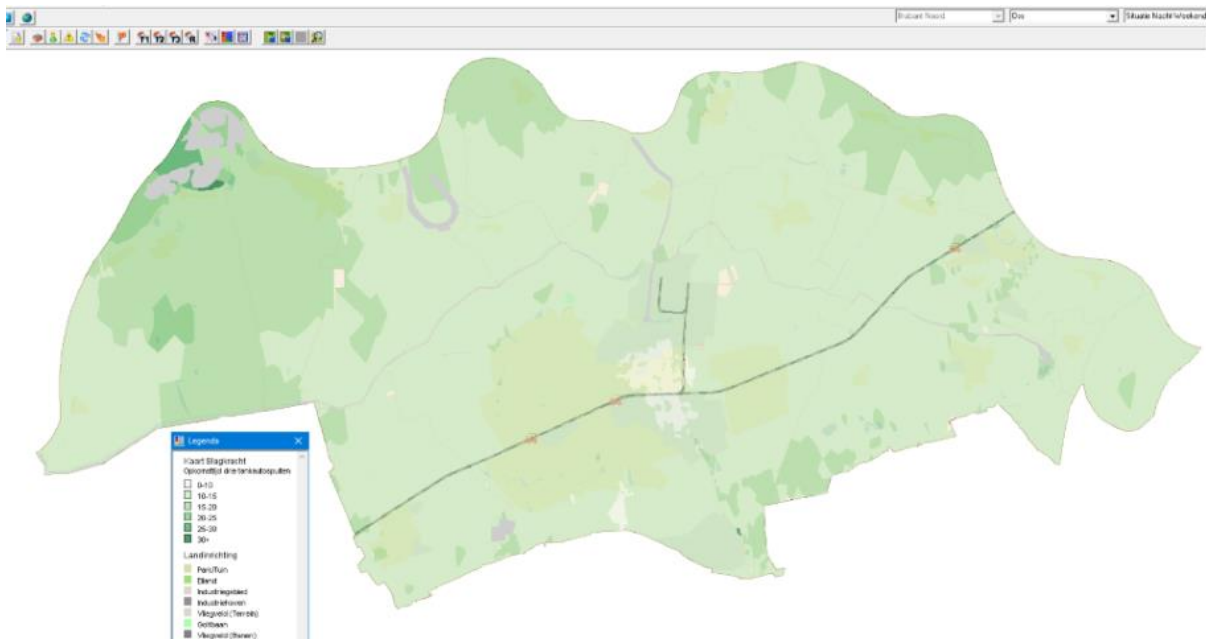 Brabant Noord
Oss
Situatie Nacht Weekend
Legenda
Kaart Slagkracht
Opkomsttijd drie tankautospuiten
0-10
10-15
15-20
20-25
25-30
30+
Landinrichting
Park/Tuin
Eiland
Industriegebied
Industriehaven
Vliegveld (Terrein)
Golfbaan
Vliegveld (Banen)